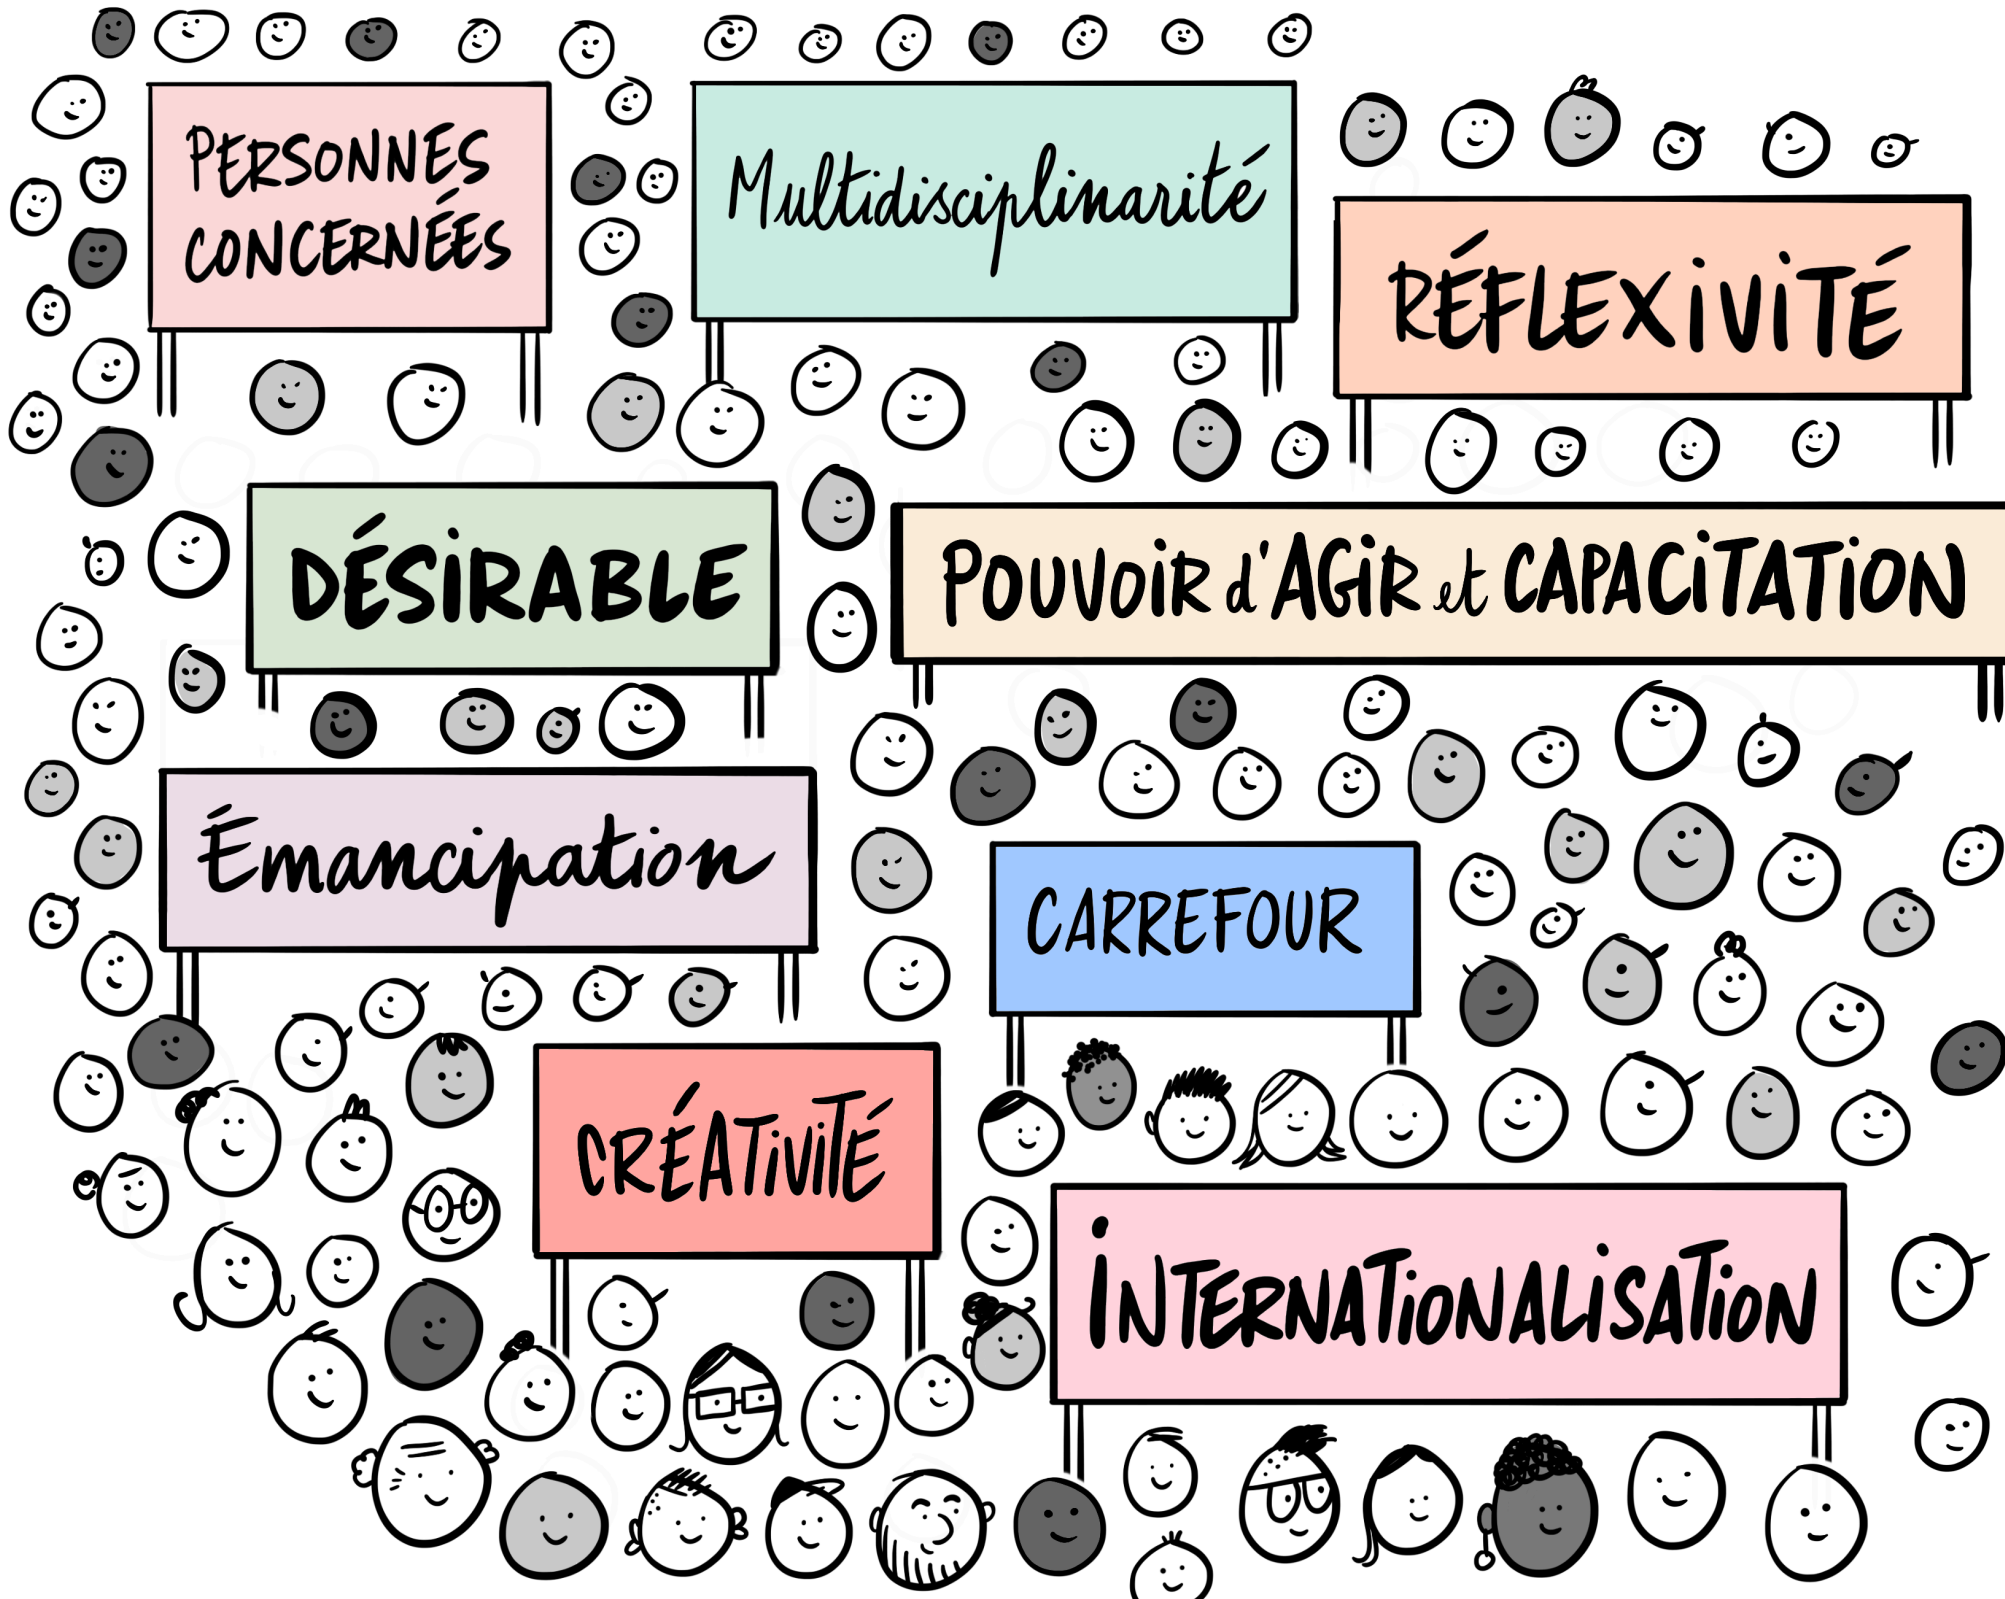 PERSONNES
CONCERNÉES
Multidisciplinarité
RÉFLEXIVITÉ
DÉSIRABLE
POUVOIR d'AGIR et CAPACITATION
Émancipation
CARREFOUR
CRÉATIVITÉ
INTERNATIONALISATION